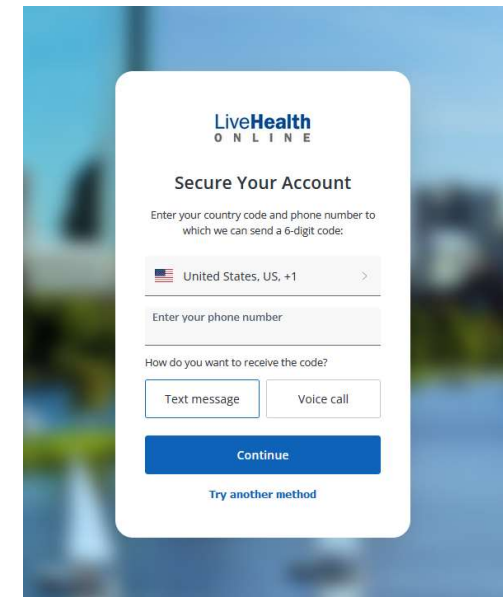 LiveHealth
ONLINE
Secure Your Account
Enter your country code and phone number to
which we can send a 6-digit code:
United States, US, +1
Enter your phone number
How do you want to receive the code?
Text message
Voice call
Continue
Try another method